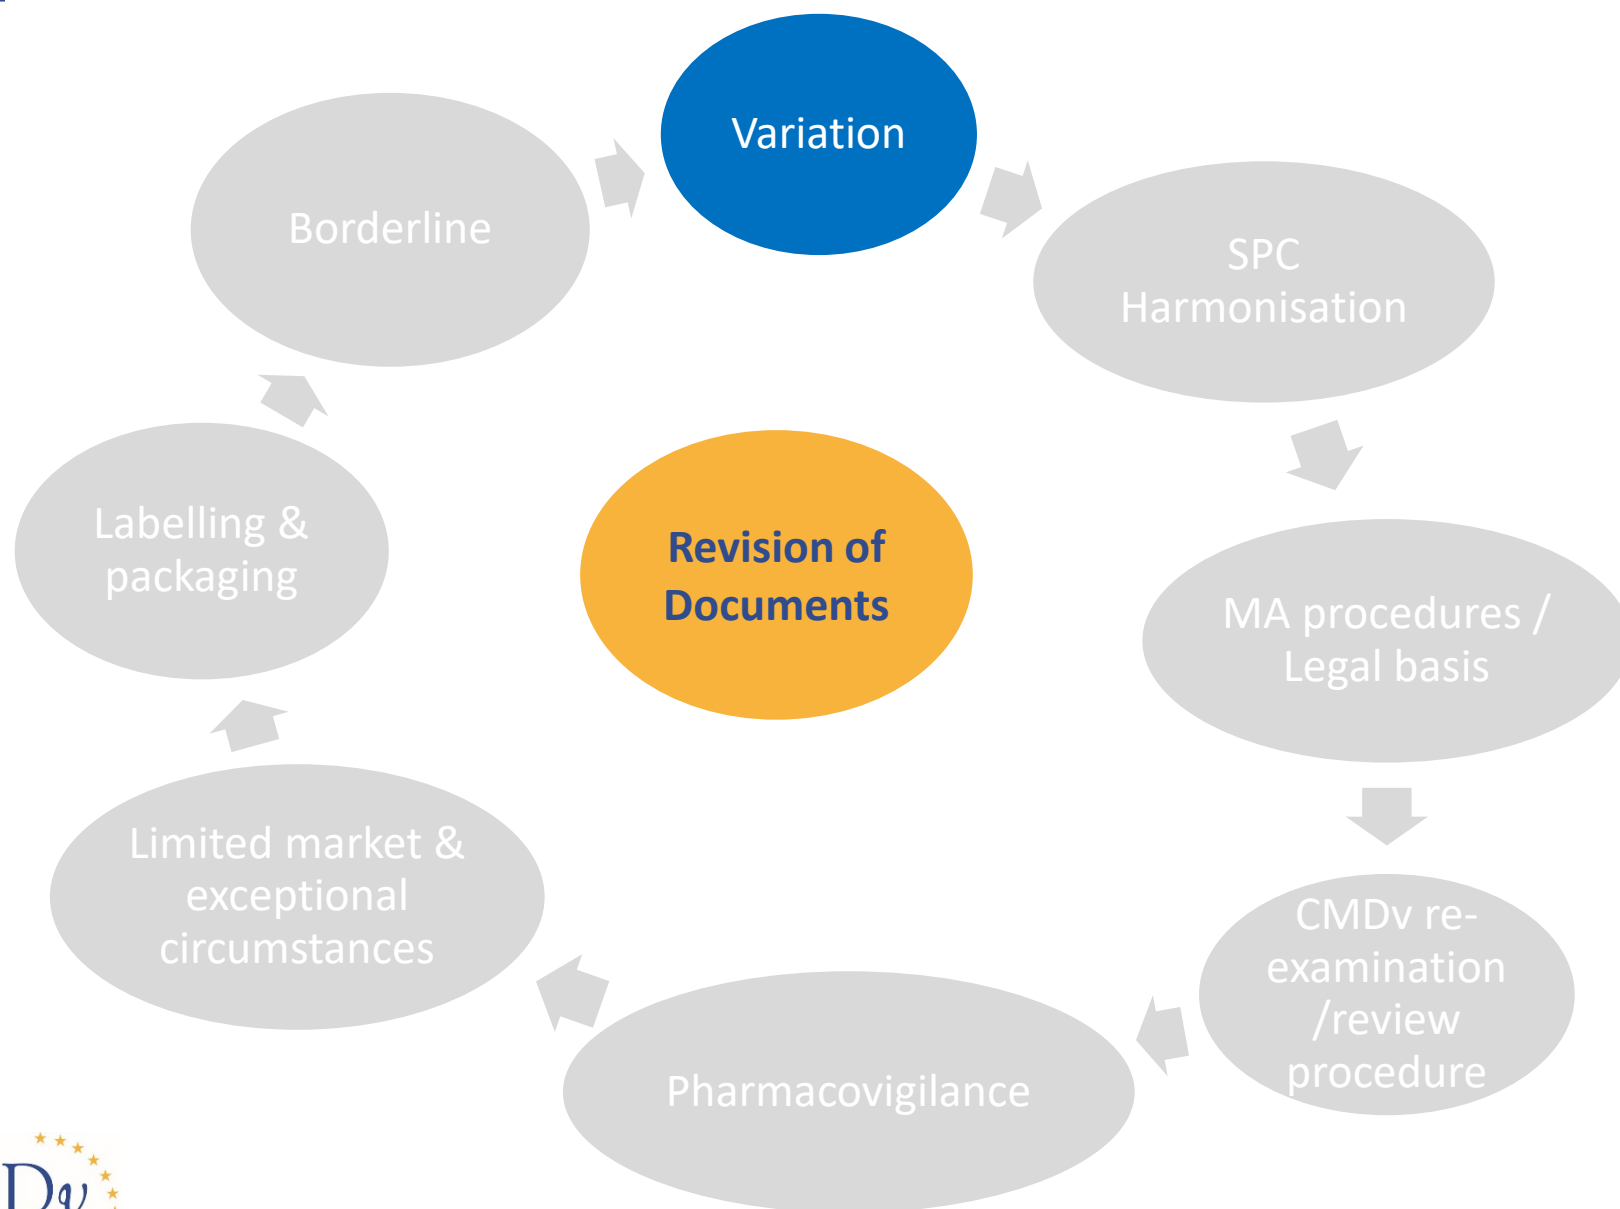 Variation
Borderline
SPC
Harmonisation
Labelling &
packaging
Revision of
Documents
MA procedures /
Legal basis
Limited market &
exceptional
circumstances
CMDv re-
examination
/review
procedure
Pharmacovigilance
Dv